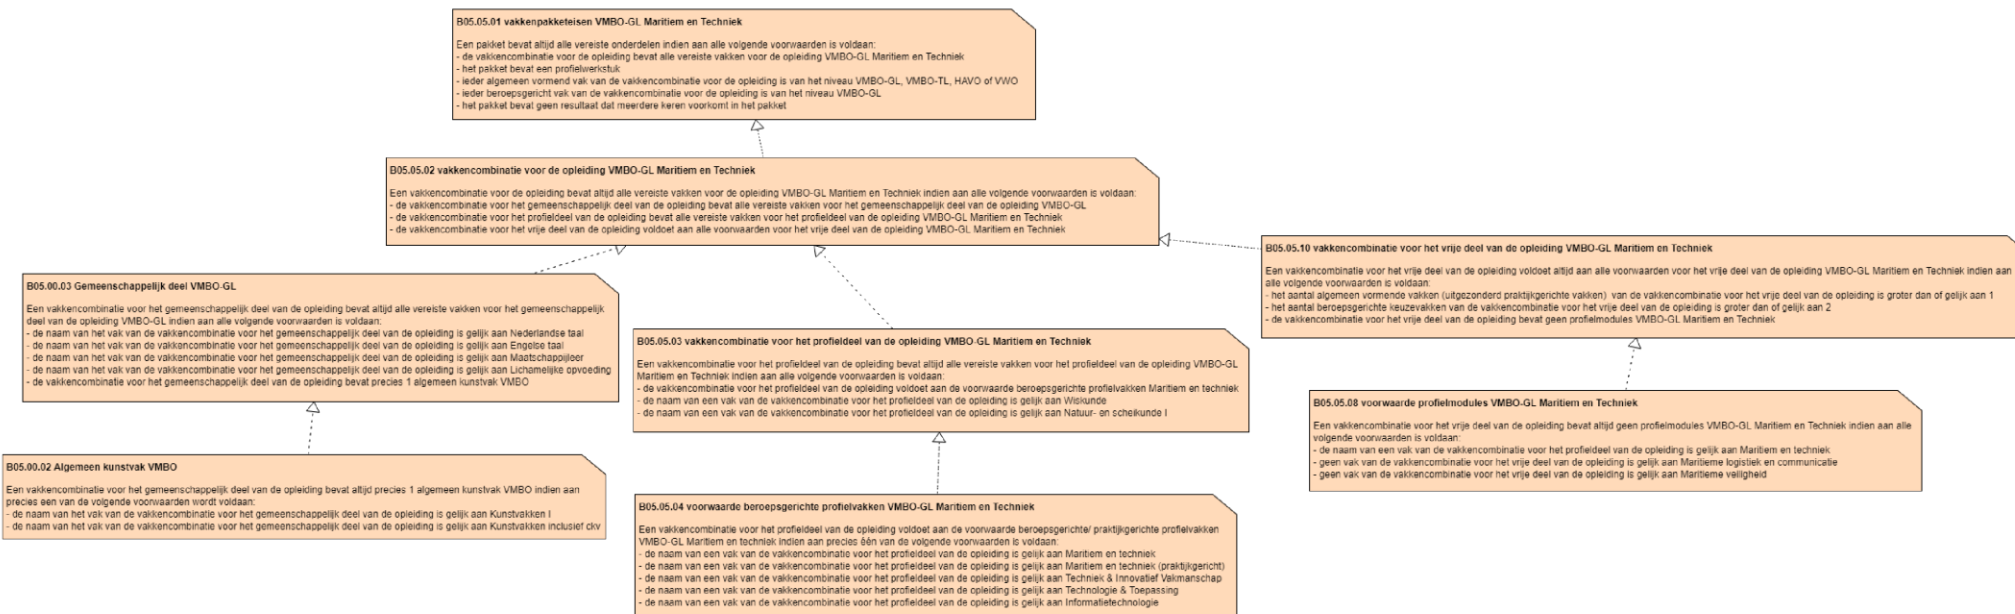 B05.05.01 vakkenpakketeisen VMBO-GL Maritiem en Techniek
Een pakket bevat altijd alle vereiste onderdelen indien aan alle volgende voorwaarden is voldaan:
- de vakkencombinatie voor de opleiding bevat alle vereiste vakken voor de opleiding VMBO-GL Maritiem en Techniek
- het pakket bevat een profielwerkstuk
- ieder algemeen vormend vak van de vakkencombinatie voor de opleiding is van het niveau VMBO-GL, VMBO-TL, HAVO of VWO
- ieder beroepsgericht vak van de vakkencombinatie voor de opleiding is van het niveau VMBO-GL
- het pakket bevat geen resultaat dat meerdere keren voorkomt in het pakket
B05.05.02 vakkencombinatie voor de opleiding VMBO-GL Maritiem en Techniek
Een vakkencombinatie voor de opleiding bevat altijd alle vereiste vakken voor de opleiding VMBO-GL Maritiem en Techniek indien aan alle volgende voorwaarden is voldaan:
- de vakkencombinatie voor het gemeenschappelijk deel van de opleiding bevat alle vereiste vakken voor het gemeenschappelijk deel van de opleiding VMBO-GL
- de vakkencombinatie voor het profieldeel van de opleiding bevat alle vereiste vakken voor het profieldeel van de opleiding VMBO-GL Maritiem en Techniek
- de vakkencombinatie voor het vrije deel van de opleiding voldoet aan alle voorwaarden voor het vrije deel van de opleiding VMBO-GL Maritiem en Techniek
B05.05.10 vakkencombinatie voor het vrije deel van de opleiding VMBO-GL Maritiem en Techniek
Een vakkencombinatie voor het vrije deel van de opleiding voldoet altijd aan alle voorwaarden voor het vrije deel van de opleiding VMBO-GL Maritiem en Techniek indien aan
alle volgende voorwaarden is voldaan:
- het aantal algemeen vormende vakken (uitgezonderd praktijkgerichte vakken) van de vakkencombinatie voor het vrije deel van de opleiding is groter dan of gelijk aan 1
- het aantal beroepsgerichte keuzevakken van de vakkencombinatie voor het vrije deel van de opleiding is groter dan of gelijk aan 2
- de vakkencombinatie voor het vrije deel van de opleiding bevat geen profielmodules VMBO-GL Maritiem en Techniek
B05.00.03 Gemeenschappelijk deel VMBO-GL
Een vakkencombinatie voor het gemeenschappelijk deel van de opleiding bevat altijd alle vereiste vakken voor het gemeenschappelijk
deel van de opleiding VMBO-GL indien aan alle volgende voorwaarden is voldaan:
- de naam van het vak van de vakkencombinatie voor het gemeenschappelijk deel van de opleiding is gelijk aan Nederlandse taal
- de naam van het vak van de vakkencombinatie voor het gemeenschappelijk deel van de opleiding is gelijk aan Engelse taal
- de naam van het vak van de vakkencombinatie voor het gemeenschappelijk deel van de opleiding is gelijk aan Maatschappijleer
- de naam van het vak van de vakkencombinatie voor het gemeenschappelijk deel van de opleiding is gelijk aan Lichamelijke opvoeding
- de vakkencombinatie voor het gemeenschappelijk deel van de opleiding bevat precies 1 algemeen kunstvak VMBO
B05.05.03 vakkencombinatie voor het profieldeel van de opleiding VMBO-GL Maritiem en Techniek
Een vakkencombinatie voor het profieldeel van de opleiding bevat altijd alle vereiste vakken voor het profieldeel van de opleiding VMBO-GL
Maritiem en Techniek indien aan alle volgende voorwaarden is voldaan:
- de vakkencombinatie voor het profieldeel van de opleiding voldoet aan de voorwaarde beroepsgerichte profielvakken Maritiem en techniek
- de naam van een vak van de vakkencombinatie voor het profieldeel van de opleiding is gelijk aan Wiskunde
- de naam van een vak van de vakkencombinatie voor het profieldeel van de opleiding is gelijk aan Natuur- en scheikunde I
B05.05.08 voorwaarde profielmodules VMBO-GL Maritiem en Techniek
Een vakkencombinatie voor het vrije deel van de opleiding bevat altijd geen profielmodules VMBO-GL Maritiem en Techniek indien aan alle
volgende voorwaarden is voldaan:
- de naam van een vak van de vakkencombinatie voor het profieldeel van de opleiding is gelijk aan Maritiem en techniek
- geen vak van de vakkencombinatie voor het vrije deel van de opleiding is gelijk aan Maritieme logistiek en communicatie
- geen vak van de vakkencombinatie voor het vrije deel van de opleiding is gelijk aan Maritieme veiligheid
B05.00.02 Algemeen kunstvak VMBO
Een vakkencombinatie voor het gemeenschappelijk deel van de opleiding bevat altijd precies 1 algemeen kunstvak VMBO indien aan
precies een van de volgende voorwaarden wordt voldaan:
- de naam van het vak van de vakkencombinatie voor het gemeenschappelijk deel van de opleiding is gelijk aan Kunstvakken I
- de naam van het vak van de vakkencombinatie voor het gemeenschappelijk deel van de opleiding is gelijk aan Kunstvakken inclusief ckv
B05.05.04 voorwaarde beroepsgerichte profielvakken VMBO-GL Maritiem en Techniek
Een vakkencombinatie voor het profieldeel van de opleiding voldoet aan de voorwaarde beroepsgerichte/ praktijkgerichte profielvakken
VMBO-GL Maritiem en techniek indien aan precies één van de volgende voorwaarden is voldaan:
- de naam van een vak van de vakkencombinatie voor het profieldeel van de opleiding is gelijk aan Maritiem en techniek
- de naam van een vak van de vakkencombinatie voor het profieldeel van de opleiding is gelijk aan Maritiem en techniek (praktijkgericht)
- de naam van een vak van de vakkencombinatie voor het profieldeel van de opleiding is gelijk aan Techniek & Innovatief Vakmanschap
- de naam van een vak van de vakkencombinatie voor het profieldeel van de opleiding is gelijk aan Technologie & Toepassing
- de naam van een vak van de vakkencombinatie voor het profieldeel van de opleiding is gelijk aan Informatietechnologie